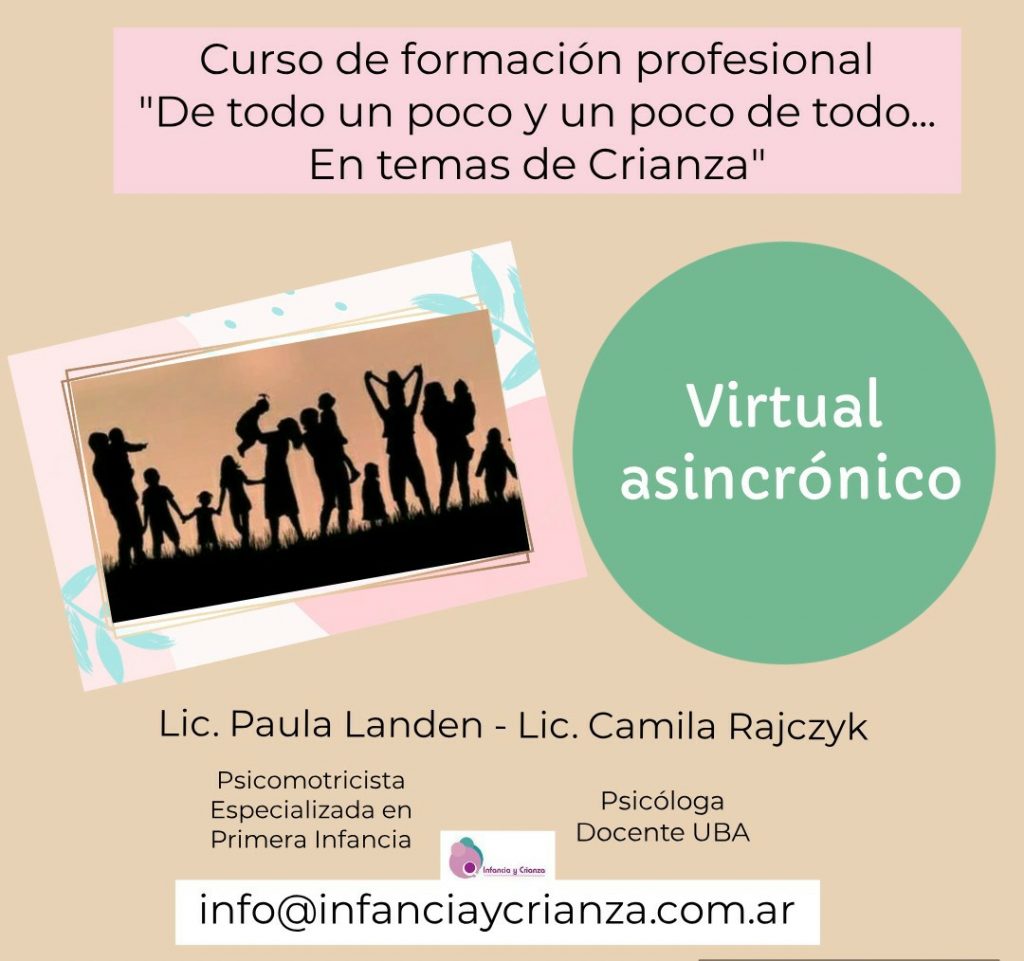 Curso de formación profesional
"De todo un poco y un poco de todo...
En temas de Crianza"
Virtual
asincrónico
Lic. Paula Landen - Lic. Camila Rajczyk
Psicomotricista
Especializada en
Primera Infancia
Psicóloga
Docente UBA
Infancia y Crianza
info@infanciaycrianza.com.ar